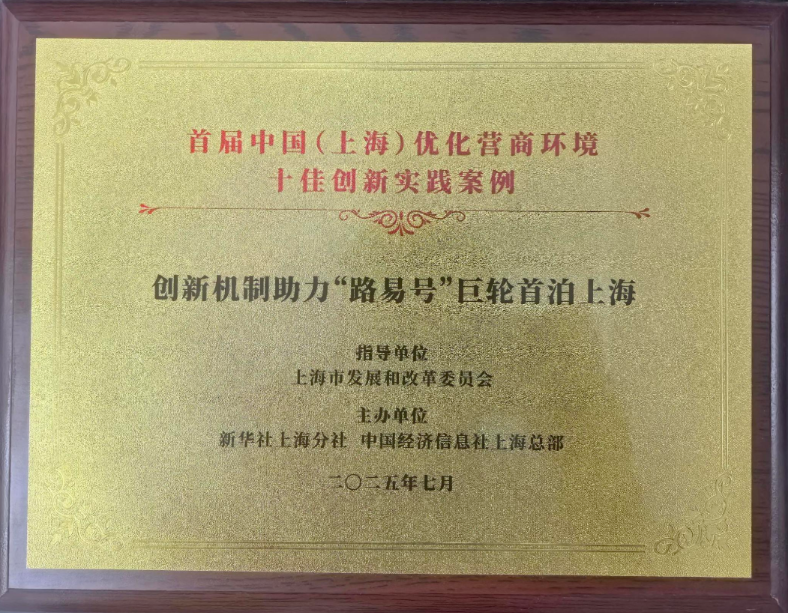 首届中国（上海）优化营商环境
十佳创新实践案例
创新机制助力“路易号”巨轮首泊上海
指导单位
上海市发展和改革委员会
主办单位
新华社上海分社 中国经济信息社上海总部
二〇二五年七月